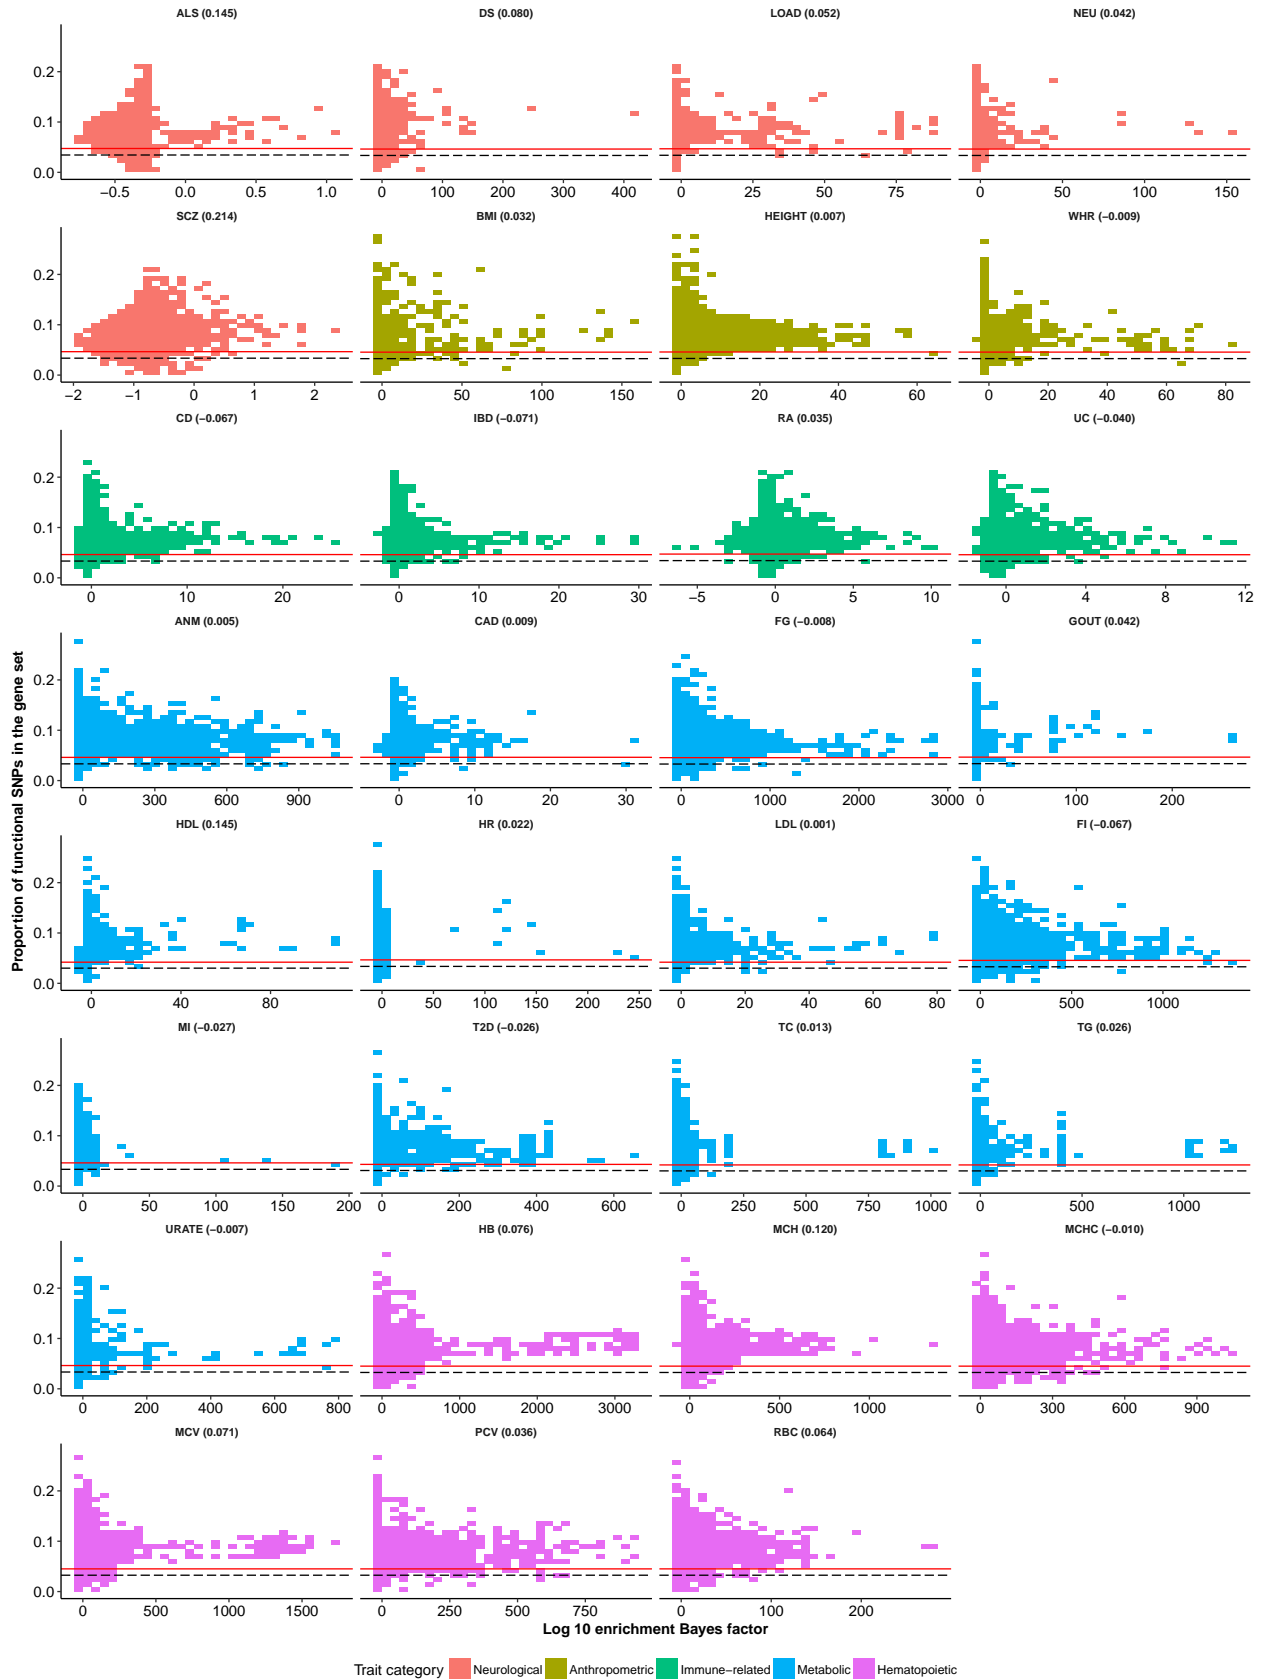 ALS (0.145) DS (0.080) LOAD (0.052) NEU (0.042)
0.2
0.1
0.0
−0.5 0.0 0.5 1.0 0 100 200 300 400 0 25 50 75 0 50 100 150
SCZ (0.214) BMI (0.032) HEIGHT (0.007) WHR (−0.009)
0.2
0.1
0.0
−2 −1 0 1 2 0 50 100 150 0 20 40 60 0 20 40 60 80
CD (−0.067) IBD (−0.071) RA (0.035) UC (−0.040)
0.2
0.1
0.0
0 10 20 0 10 20 30 −5 0 5 10 0 4 8 12
ANM (0.005) CAD (0.009) FG (−0.008) GOUT (0.042)
0.2
0.1
0.0
0 300 600 900 0 10 20 30 0 1000 2000 3000 0 100 200
Proportion of functional SNPs in the gene set
HDL (0.145) HR (0.022) LDL (0.001) FI (−0.067)
0.2
0.1
0.0
0 40 80 0 50 100 150 200 250 0 20 40 60 80 0 500 1000
MI (−0.027) T2D (−0.026) TC (0.013) TG (0.026)
0.2
0.1
0.0
0 50 100 150 200 0 200 400 600 0 250 500 750 1000 0 500 1000
URATE (−0.007) HB (0.076) MCH (0.120) MCHC (−0.010)
0.2
0.1
0.0
0 200 400 600 800 0 1000 2000 3000 0 500 1000 0 300 600 900
MCV (0.071) PCV (0.036) RBC (0.064)
0.2
0.1
0.0
0 500 1000 1500 0 250 500 750 0 100 200
Log 10 enrichment Bayes factor
Trait category Neurological Anthropometric Immune−related Metabolic Hematopoietic